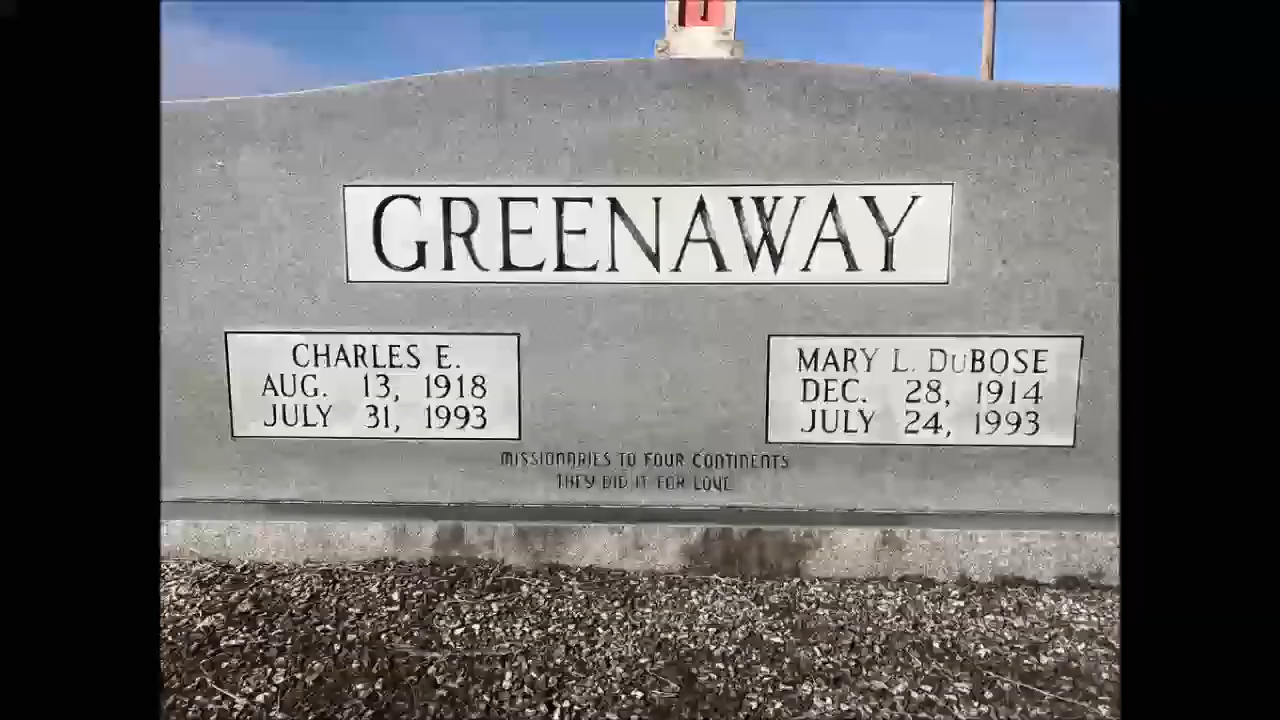 GREENAWAY
CHARLES E.
AUG. 13, 1918
JULY 31, 1993
MARY L. DuBOSE
DEC. 28, 1914
JULY 24, 1993
MISSIONARIES TO FOUR CONTINENTS
THEY DID IT FOR LOVE